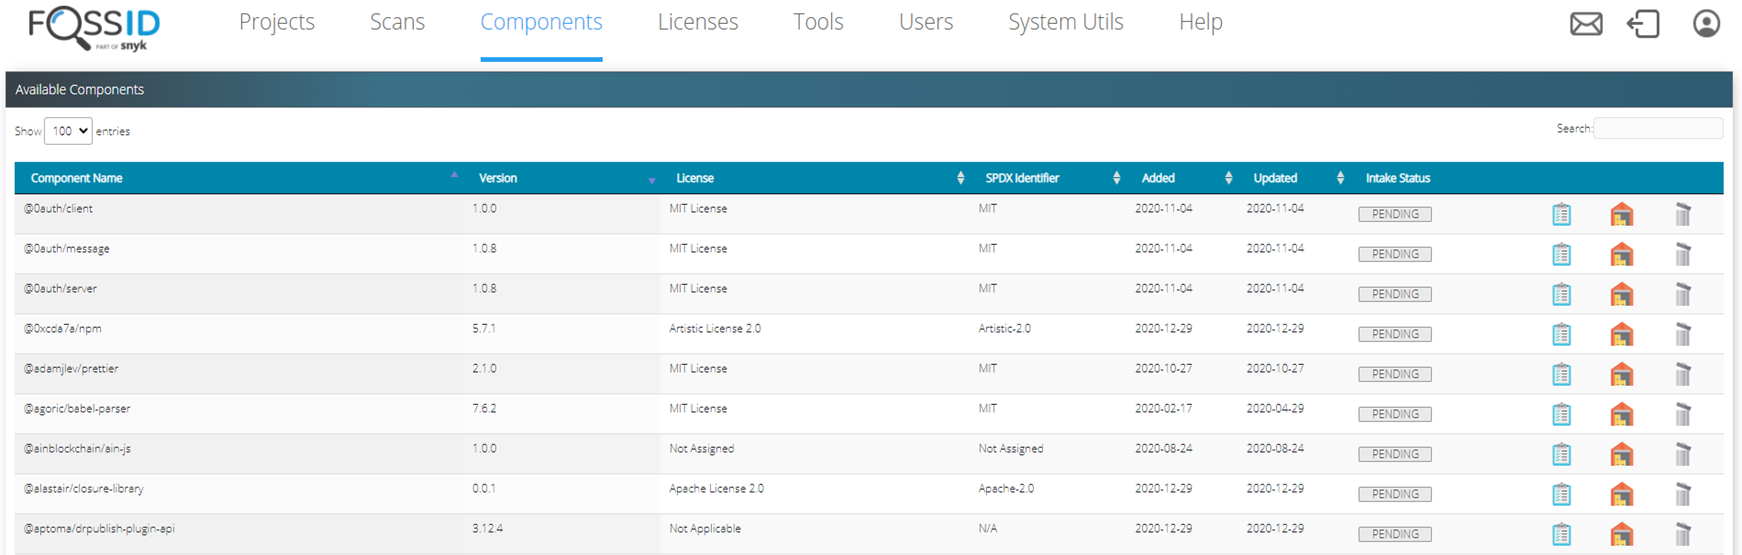 FOSSID
PART OF snyk
Projects Scans Components Licenses Tools Users System Utils Help
Available Components
Show 100 entries Search:
Component Name Version License SPDX Identifier Added Updated Intake Status
@0auth/client 1.0.0 MIT License MIT 2020-11-04 2020-11-04 PENDING
@0auth/message 1.0.8 MIT License MIT 2020-11-04 2020-11-04 PENDING
@0auth/server 1.0.8 MIT License MIT 2020-11-04 2020-11-04 PENDING
@0xcda7a/npm 5.7.1 Artistic License 2.0 Artistic-2.0 2020-12-29 2020-12-29 PENDING
@adamjlev/prettier 2.1.0 MIT License MIT 2020-10-27 2020-10-27 PENDING
@agoric/babel-parser 7.6.2 MIT License MIT 2020-02-17 2020-04-29 PENDING
@ainblockchain/ain-js 1.0.0 Not Assigned Not Assigned 2020-08-24 2020-08-24 PENDING
@alastair/closure-library 0.0.1 Apache License 2.0 Apache-2.0 2020-12-29 2020-12-29 PENDING
@aptoma/drpublish-plugin-api 3.12.4 Not Applicable N/A 2020-12-29 2020-12-29 PENDING